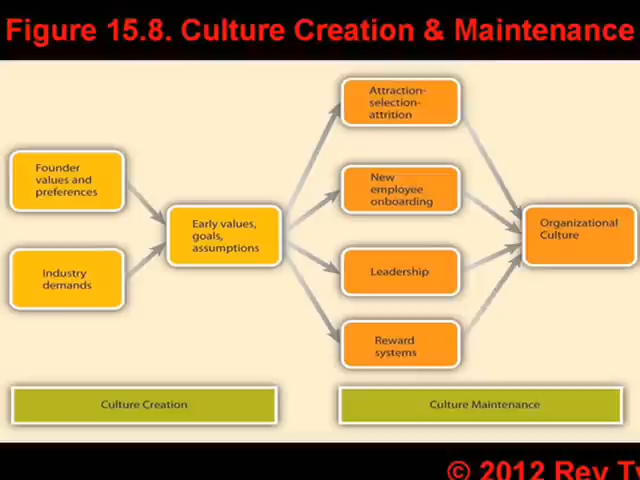 Figure 15.8. Culture Creation & Maintenance
Attraction-
selection-
attrition
Founder
values and
preferences
New
employee
onboarding
Early values,
goals,
assumptions
Organizational
Culture
Industry
demands
Leadership
Reward
systems
Culture Creation
Culture Maintenance
© 2012 Rev